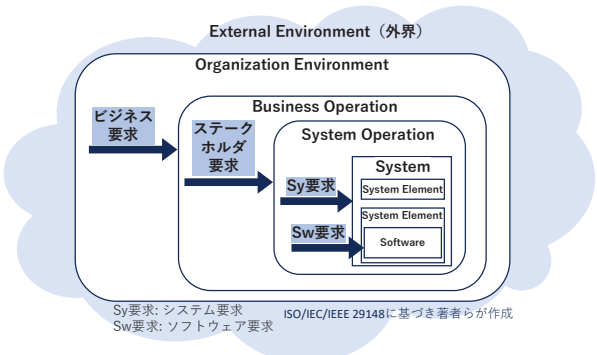 External Environment（外界）
Organization Environment
Business Operation
ビジネス
要求
ステーク
ホルダ
要求
System Operation
System
Sy要求
System Element
System Element
Sw要求
Software
Sy要求: システム要求
Sw要求: ソフトウェア要求
ISO/IEC/IEEE 29148に基づき著者らが作成